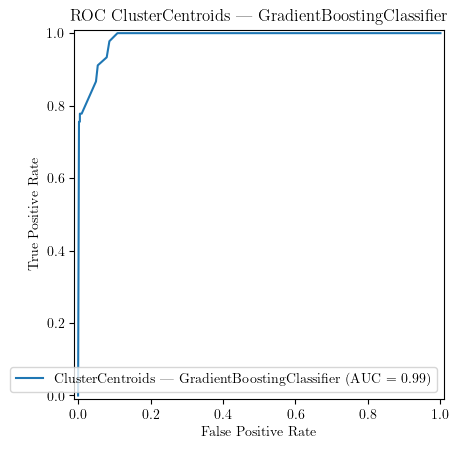 ROC ClusterCentroids — GradientBoostingClassifier
1.0
0.8
0.6
0.4
0.2
0.0
True Positive Rate
ClusterCentroids — GradientBoostingClassifier (AUC = 0.99)
0.0 0.2 0.4 0.6 0.8 1.0
False Positive Rate